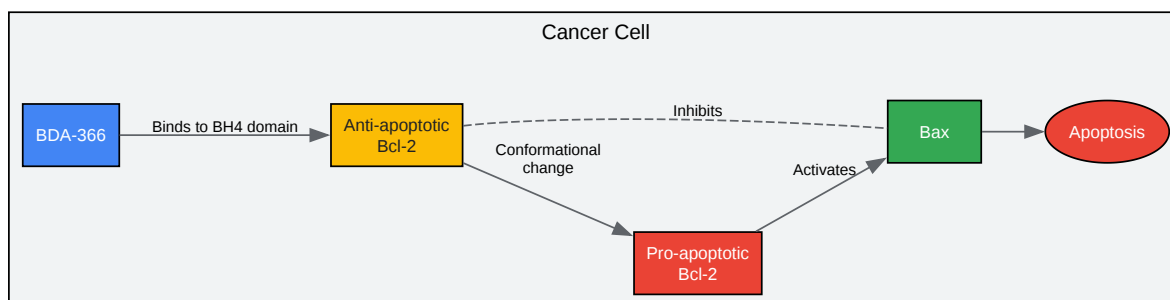 Cancer Cell
BDA-366
Binds to BH4 domain
Anti-apoptotic
Bcl-2
Inhibits
Bax
Apoptosis
Conformational
change
Activates
Pro-apoptotic
Bcl-2